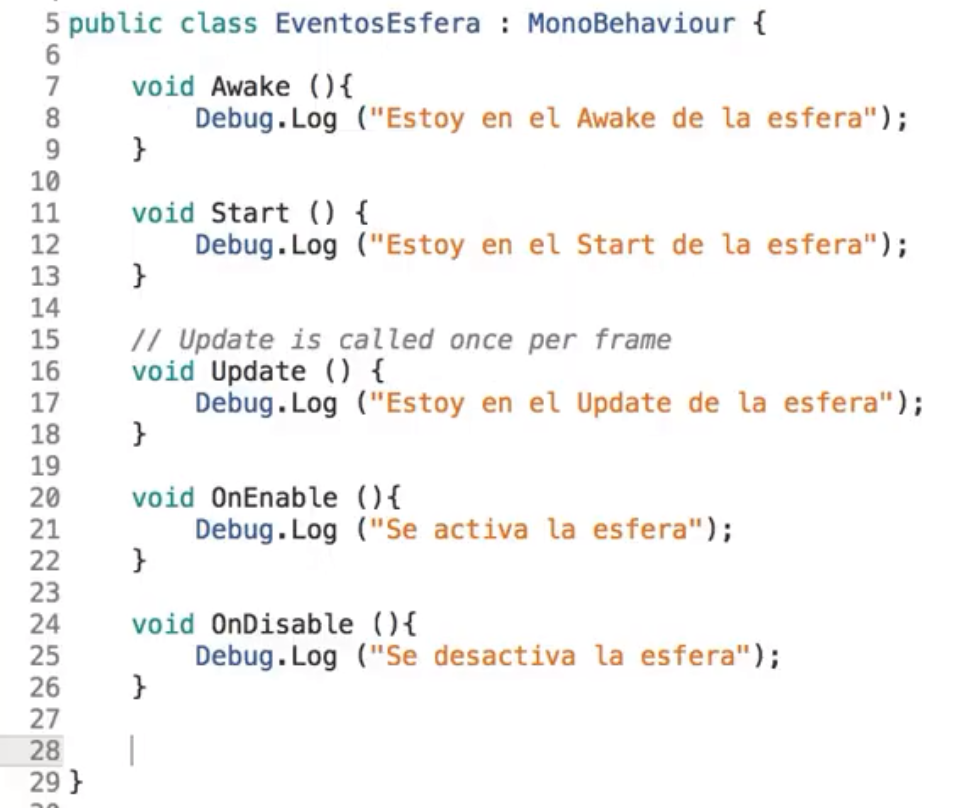 5 public class EventosEsfera : MonoBehaviour {
6
7 void Awake (){
8 Debug.Log ("Estoy en el Awake de la esfera");
9 }
10
11 void Start () {
12 Debug.Log ("Estoy en el Start de la esfera");
13 }
14
15 // Update is called once per frame
16 void Update () {
17 Debug.Log ("Estoy en el Update de la esfera");
18 }
19
20 void OnEnable (){
21 Debug.Log ("Se activa la esfera");
22 }
23
24 void OnDisable (){
25 Debug.Log ("Se desactiva la esfera");
26 }
27
28
29 }